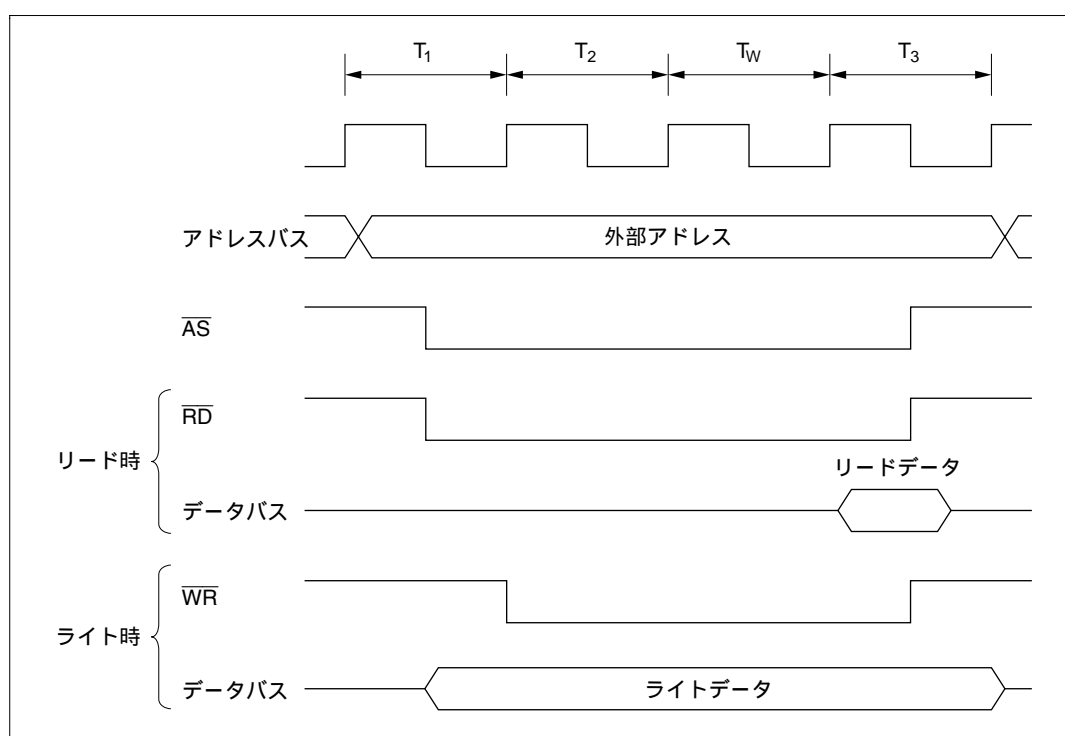 T1 T2 TW T3
アドレスバス 外部アドレス
AS
リード時
RD
リードデータ
データバス
ライト時
WR
データバス ライトデータ